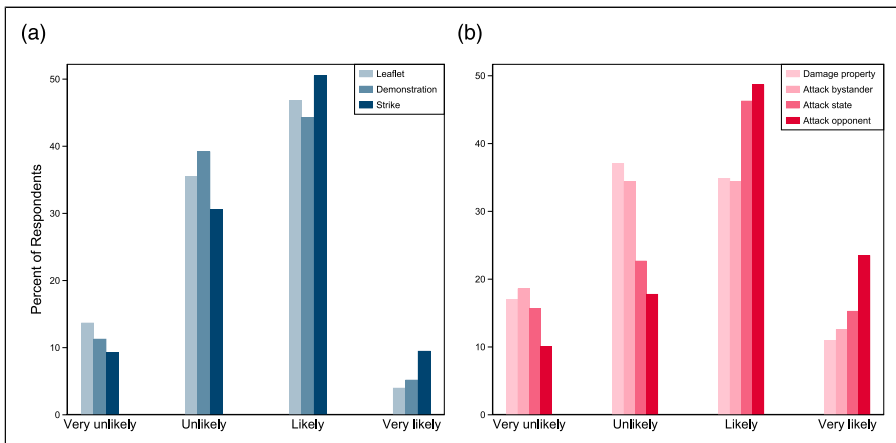 (a)
Leaflet
Demonstration
Strike
Percent of Respondents
50
40
30
20
10
0
Very unlikely Unlikely Likely Very likely
(b)
Damage property
Attack bystander
Attack state
Attack opponent
50
40
30
20
10
0
Very unlikely Unlikely Likely Very likely